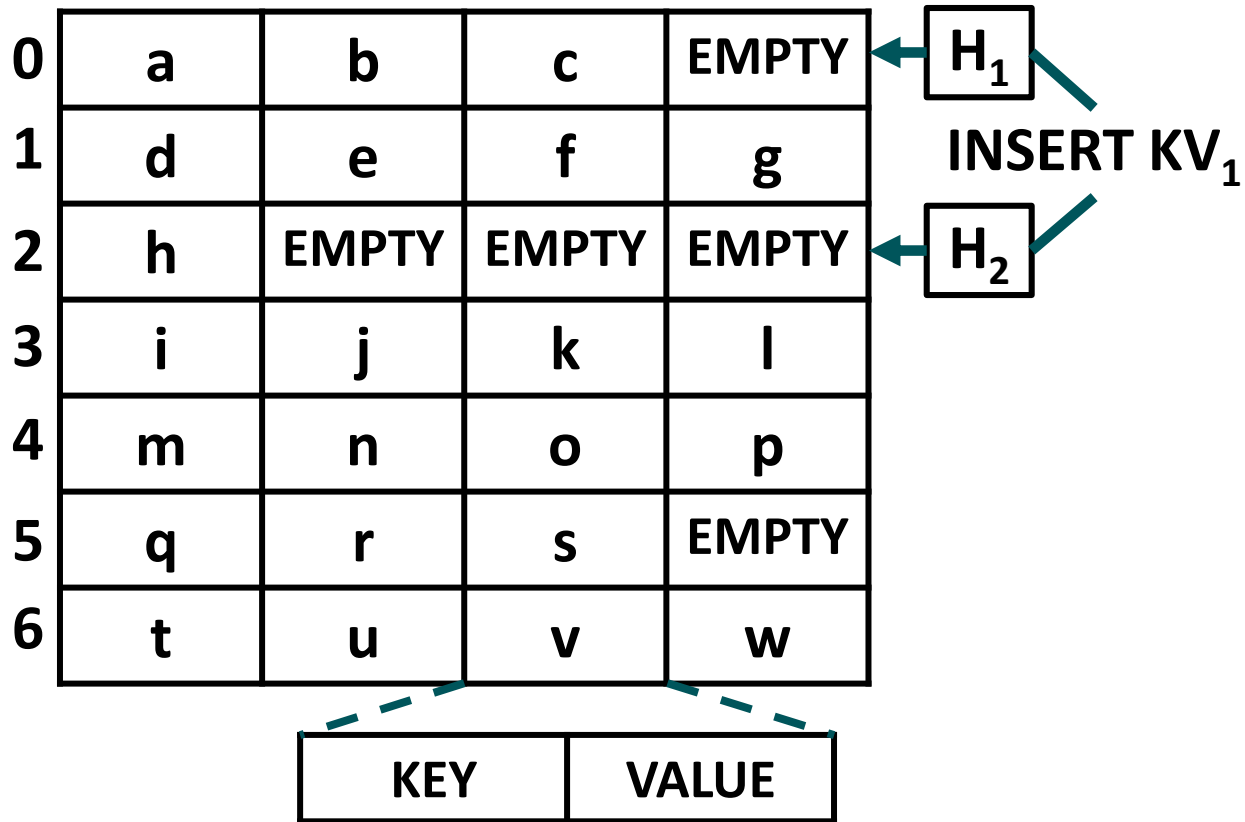 0 a b c EMPTY H₁
1 d e f g INSERT KV₁
2 h EMPTY EMPTY EMPTY H₂
3 i j k l
4 m n o p
5 q r s EMPTY
6 t u v w
KEY VALUE